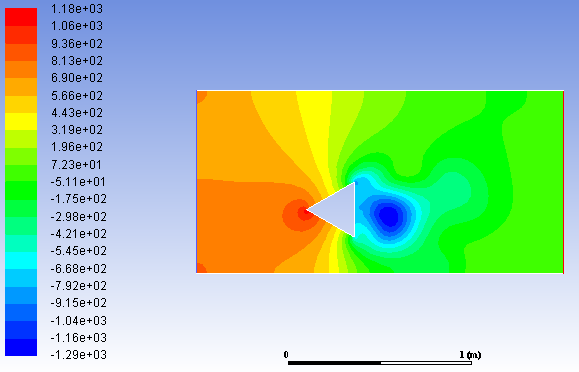 1.18e+03
1.06e+03
9.36e+02
8.13e+02
6.90e+02
5.66e+02
4.43e+02
3.19e+02
1.96e+02
7.23e+01
-5.11e+01
-1.75e+02
-2.98e+02
-4.21e+02
-5.45e+02
-6.68e+02
-7.92e+02
-9.15e+02
-1.04e+03
-1.16e+03
-1.29e+03
0 1 (m)